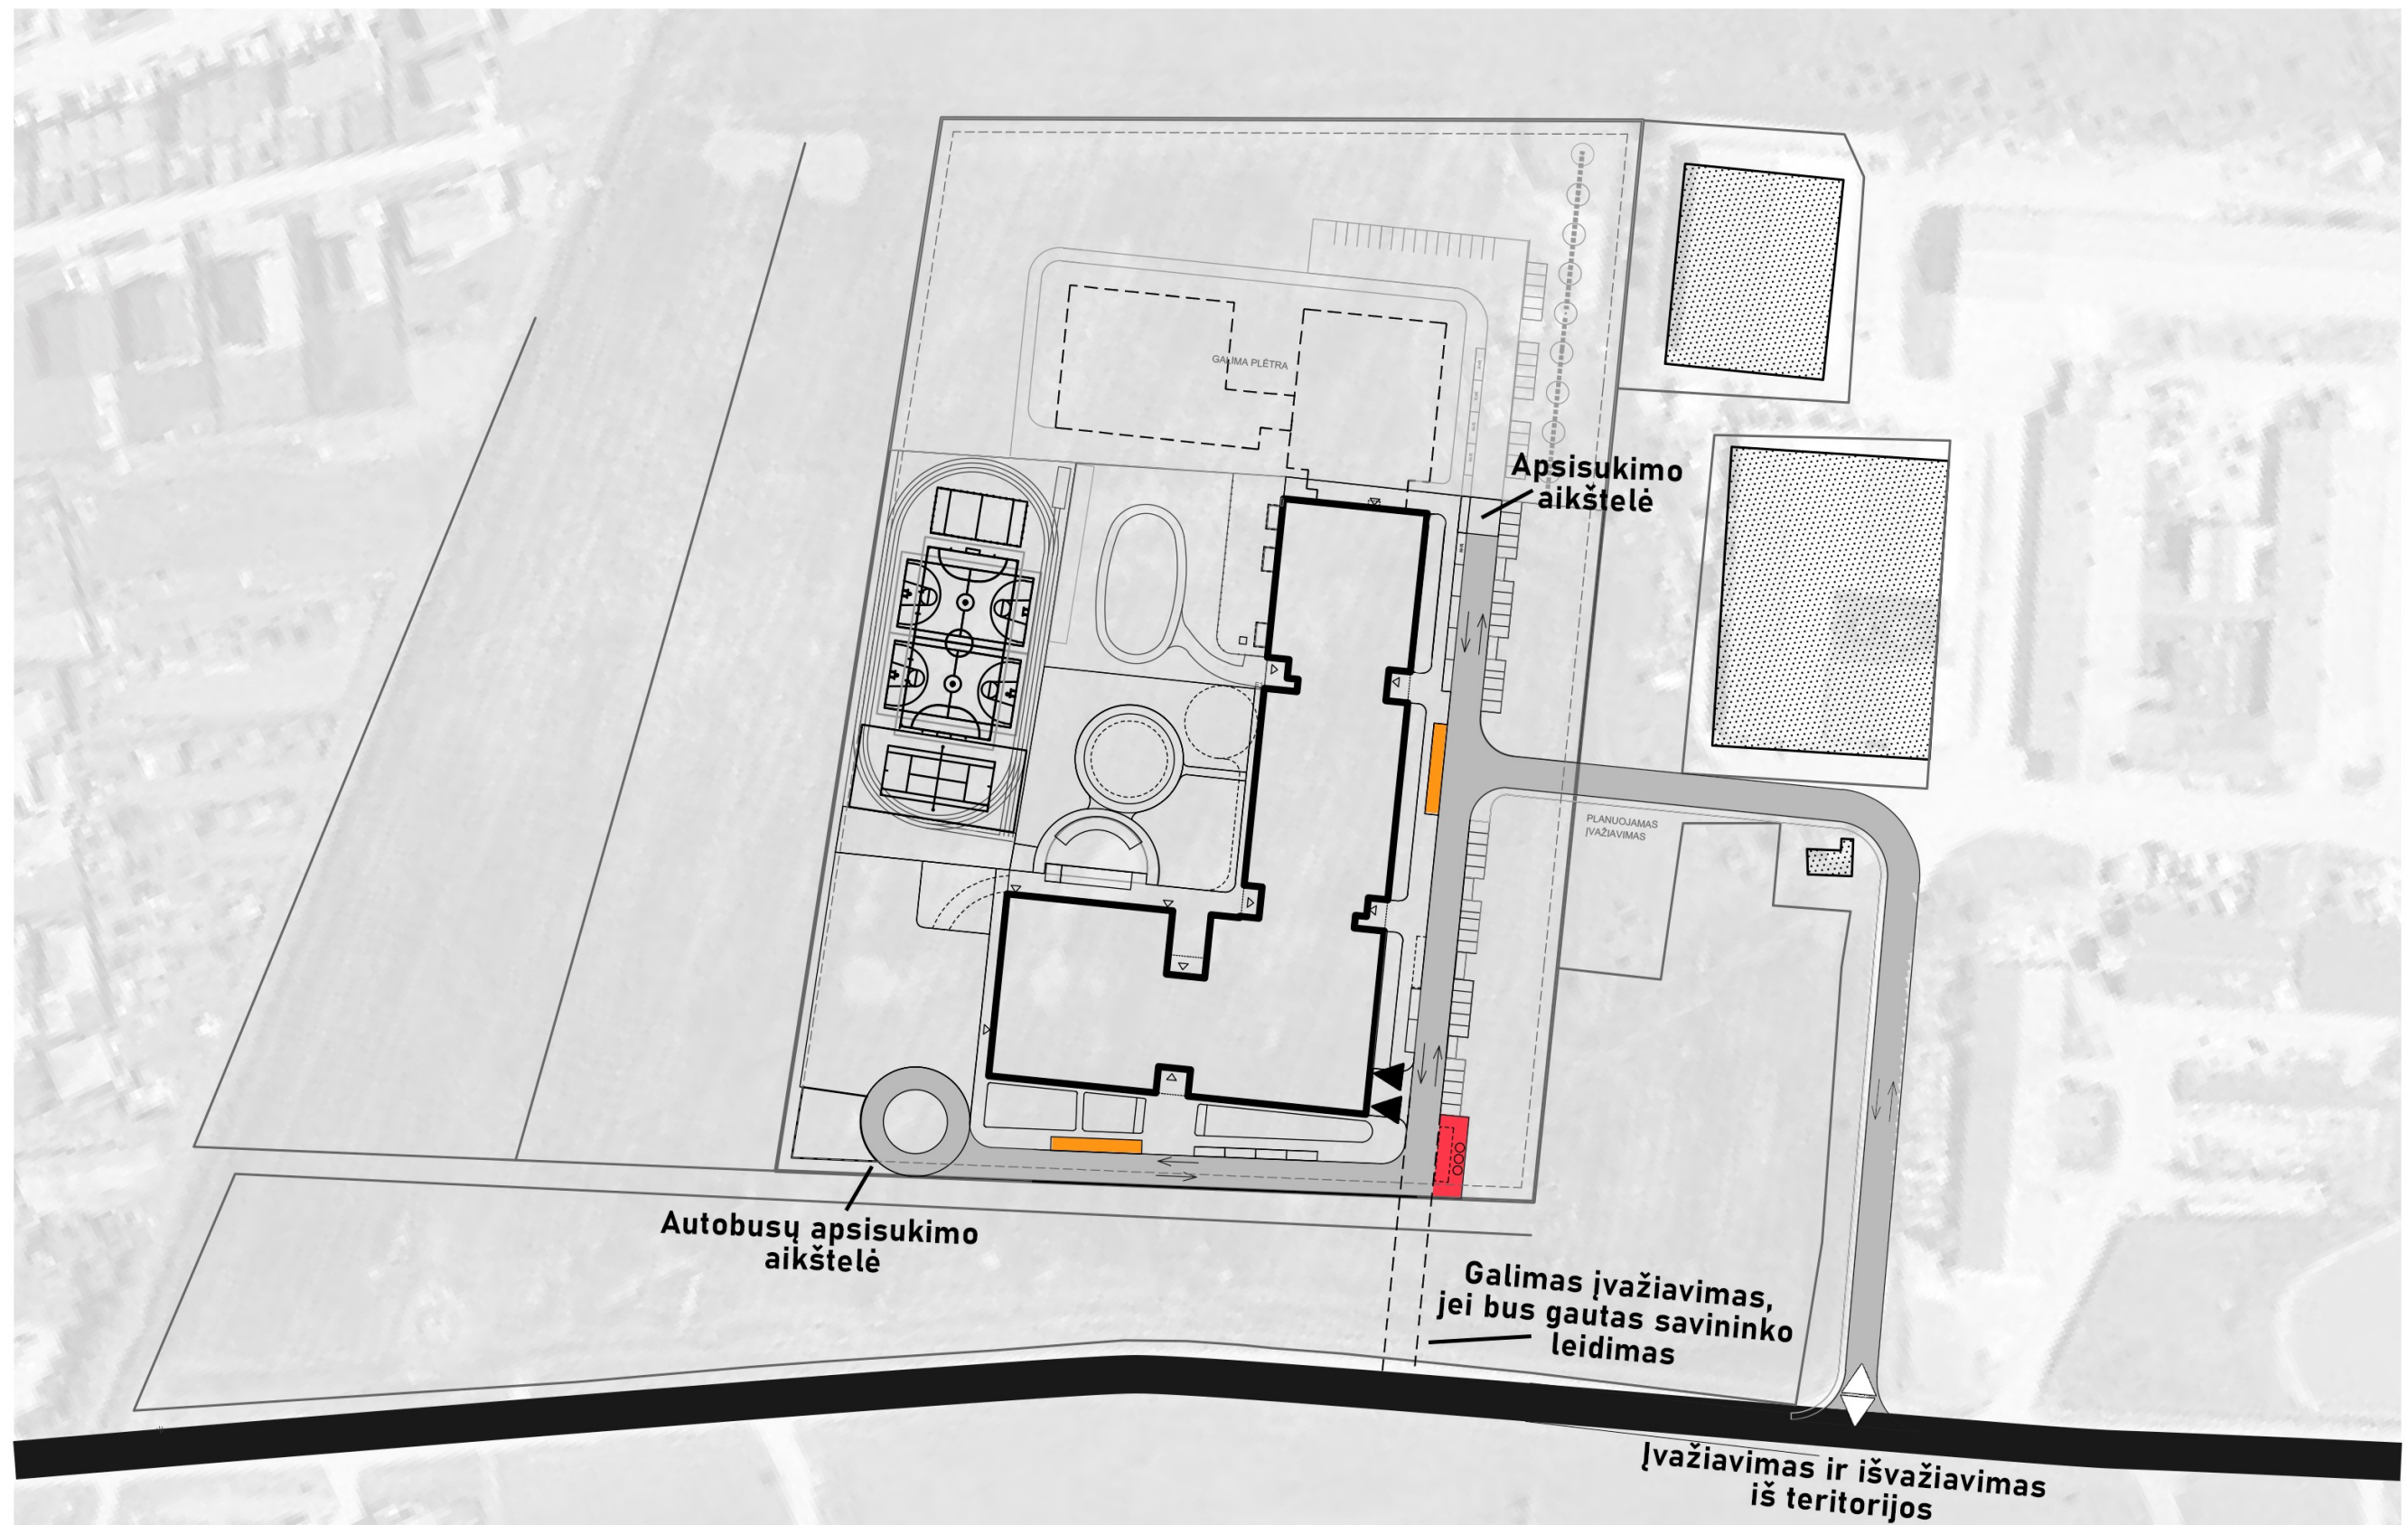 GALIMA PLĖTRA
Apsisukimo
aikštelė
PLANUOJAMAS
ĮVAŽIAVIMAS
Autobusų apsisukimo
aikštelė
Galimas įvažiavimas,
jei bus gautas savininko
leidimas
Įvažiavimas ir išvažiavimas
iš teritorijos